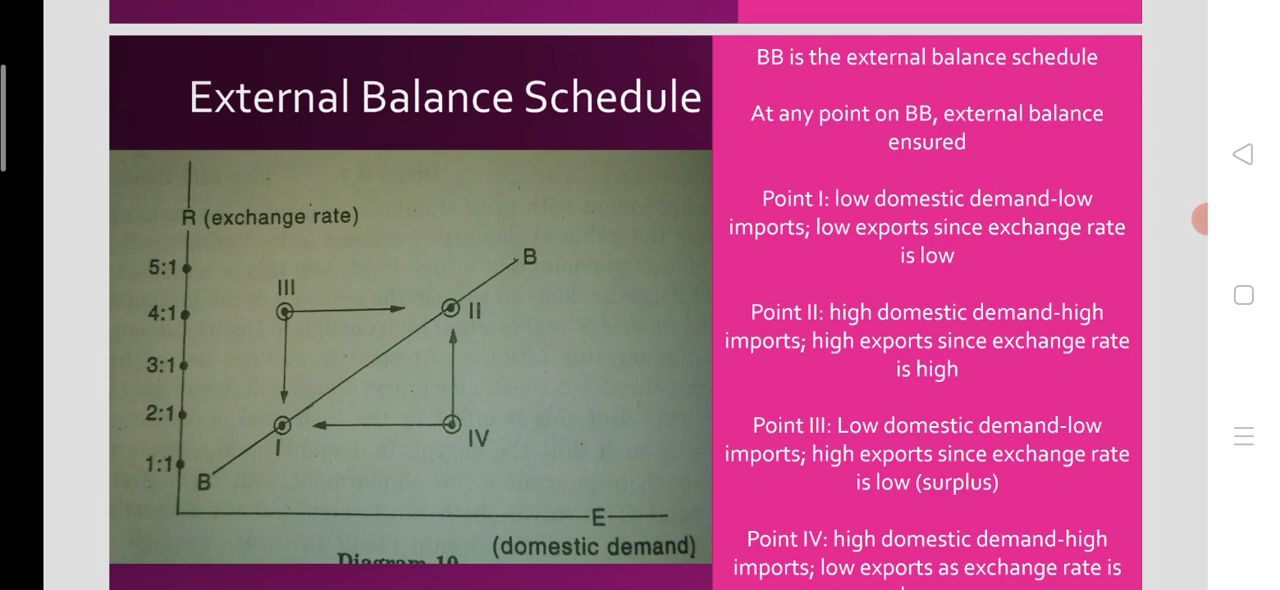 External Balance Schedule
R (exchange rate)
5:1
4:1
3:1
2:1
1:1
III
B
II
I
IV
B
E
(domestic demand)
Diagram 10
BB is the external balance schedule
At any point on BB, external balance
ensured
Point I: low domestic demand-low
imports; low exports since exchange rate
is low
Point II: high domestic demand-high
imports; high exports since exchange rate
is high
Point III: Low domestic demand-low
imports; high exports since exchange rate
is low (surplus)
Point IV: high domestic demand-high
imports; low exports as exchange rate is